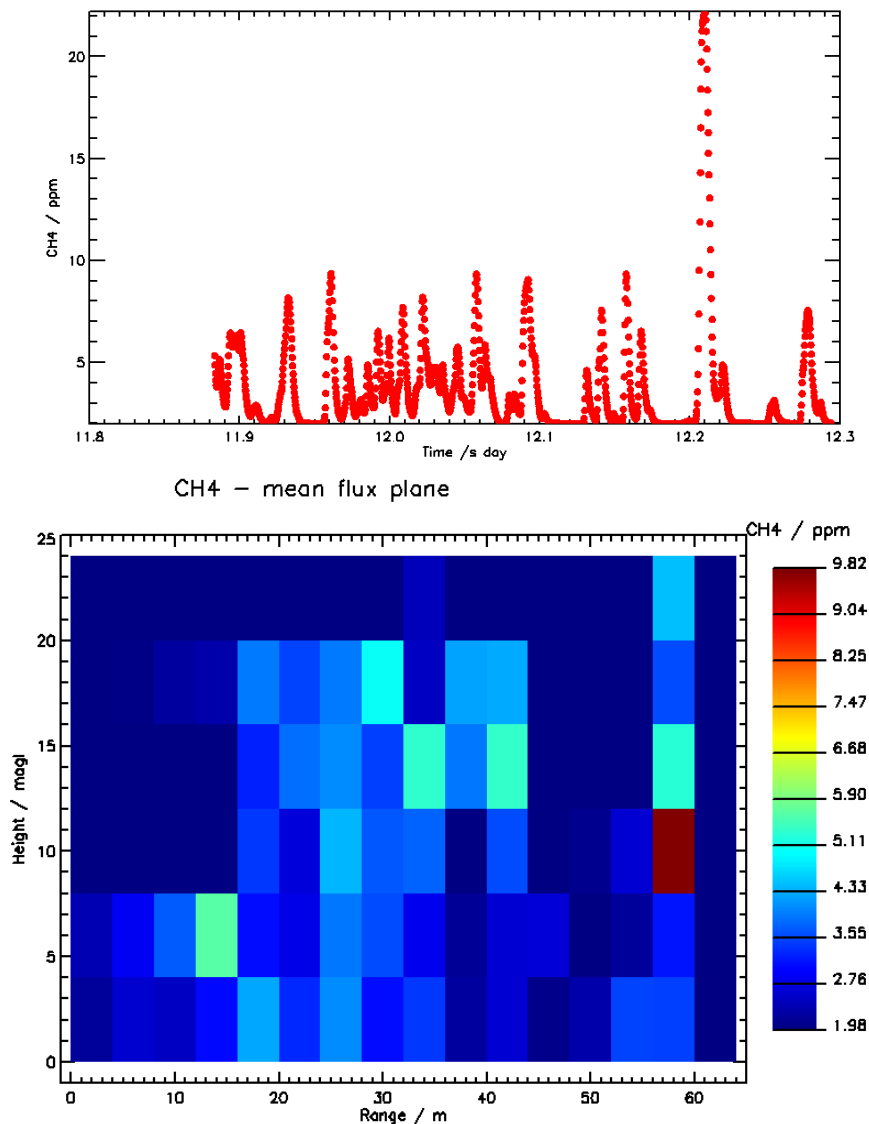 20
15
10
5
CH4 / ppm
11.8 11.9 12.0 12.1 12.2 12.3
Time /s day
CH4 – mean flux plane
CH4 / ppm
25
20
15
10
5
0
Height / magl
0 10 20 30 40 50 60
Range / m
9.82
9.04
8.25
7.47
6.68
5.90
5.11
4.33
3.55
2.76
1.98